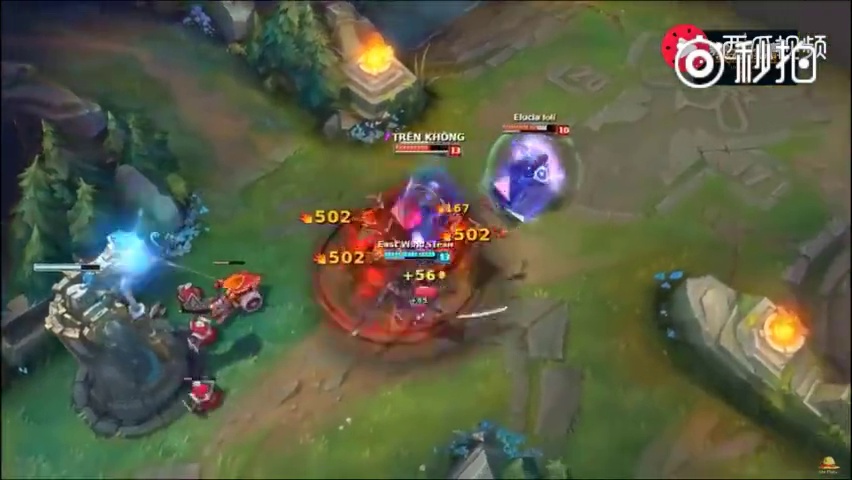 西瓜视频
秒拍
Elucia loli
10
TRÊN KHÔNG
13
502
167
502
East Wind STeam
13
502
+56